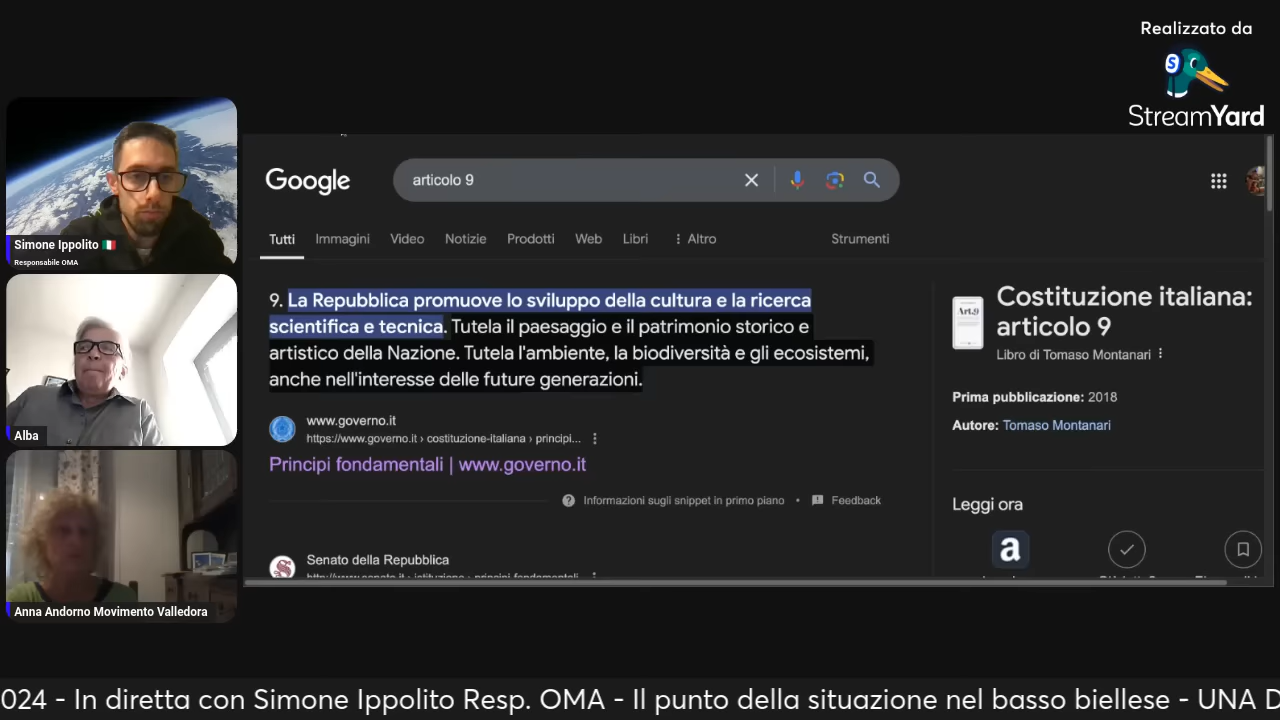 Realizzato da
StreamYard
Simone Ippolito
Responsabile OMA
Alba
Anna Andorno Movimento Valledora
Google
articolo 9
Tutti Immagini Video Notizie Prodotti Web Libri Altro Strumenti
9. La Repubblica promuove lo sviluppo della cultura e la ricerca
scientifica e tecnica. Tutela il paesaggio e il patrimonio storico e
artistico della Nazione. Tutela l'ambiente, la biodiversità e gli ecosistemi,
anche nell'interesse delle future generazioni.
www.governo.it
https://www.governo.it › costituzione-italiana › principi...
Principi fondamentali | www.governo.it
Informazioni sugli snippet in primo piano • Feedback
Senato della Repubblica
Costituzione italiana:
articolo 9
Art.9
Libro di Tomaso Montanari
Prima pubblicazione: 2018
Autore: Tomaso Montanari
Leggi ora
a
024 - In diretta con Simone Ippolito Resp. OMA - Il punto della situazione nel basso biellese - UNA D